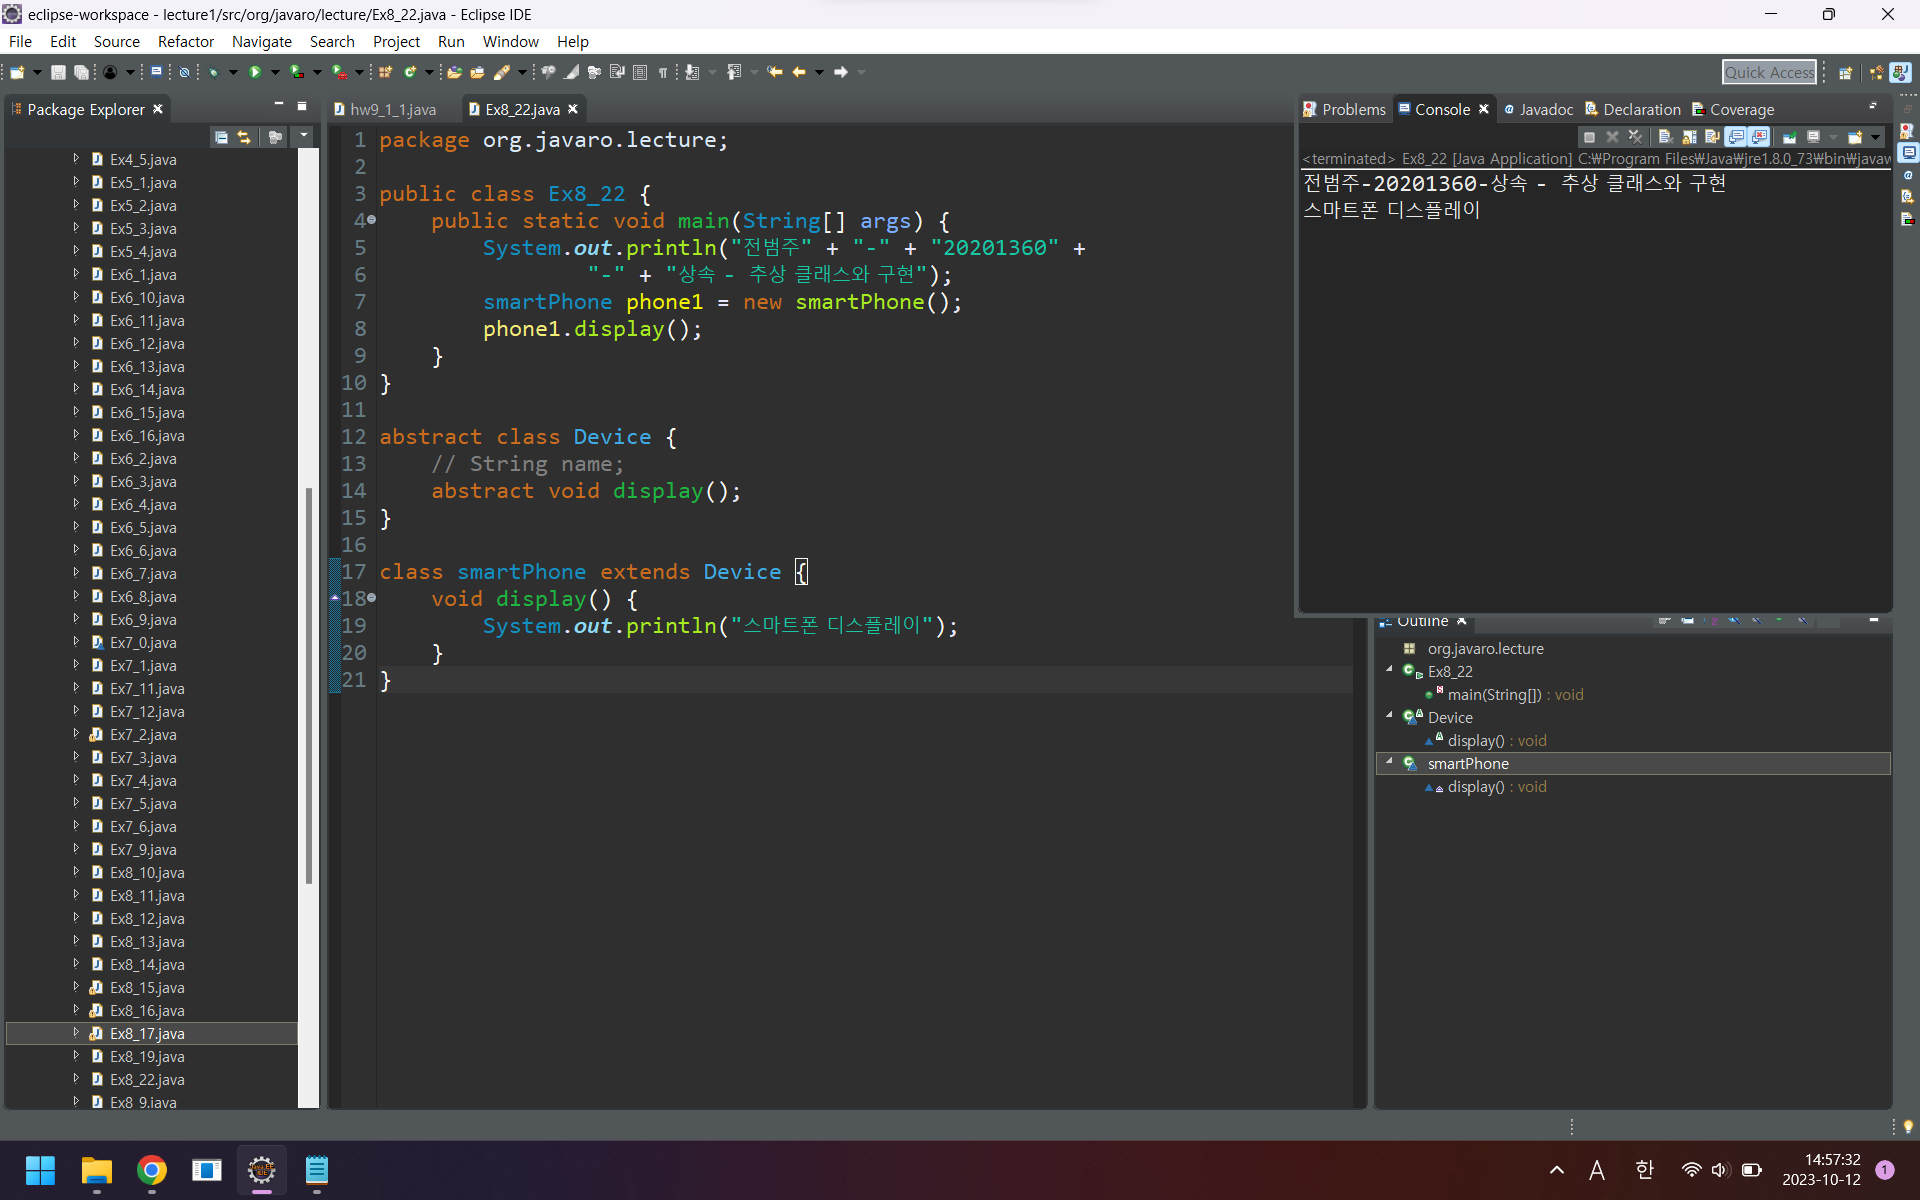 eclipse-workspace - lecture1/src/org/javaro/lecture/Ex8_22.java - Eclipse IDE
File Edit Source Refactor Navigate Search Project Run Window Help
Quick Access
Package Explorer
Ex4_5.java
Ex5_1.java
Ex5_2.java
Ex5_3.java
Ex5_4.java
Ex6_1.java
Ex6_10.java
Ex6_11.java
Ex6_12.java
Ex6_13.java
Ex6_14.java
Ex6_15.java
Ex6_16.java
Ex6_2.java
Ex6_3.java
Ex6_4.java
Ex6_5.java
Ex6_6.java
Ex6_7.java
Ex6_8.java
Ex6_9.java
Ex7_0.java
Ex7_1.java
Ex7_11.java
Ex7_12.java
Ex7_2.java
Ex7_3.java
Ex7_4.java
Ex7_5.java
Ex7_6.java
Ex7_9.java
Ex8_10.java
Ex8_11.java
Ex8_12.java
Ex8_13.java
Ex8_14.java
Ex8_15.java
Ex8_16.java
Ex8_17.java
Ex8_19.java
Ex8_22.java
Ex8_9.java
hw9_1_1.java Ex8_22.java
1 package org.javaro.lecture;
2
3 public class Ex8_22 {
4 public static void main(String[] args) {
5 System.out.println("전범주" + "-" + "20201360" +
6 "-" + "상속 - 추상 클래스와 구현");
7 smartPhone phone1 = new smartPhone();
8 phone1.display();
9 }
10 }
11
12 abstract class Device {
13 // String name;
14 abstract void display();
15 }
16
17 class smartPhone extends Device {
18 void display() {
19 System.out.println("스마트폰 디스플레이");
20 }
21 }
Problems Console Javadoc Declaration Coverage
<terminated> Ex8_22 [Java Application] C:₩Program Files₩Java₩jre1.8.0_73₩bin₩javaw
전범주-20201360-상속 - 추상 클래스와 구현
스마트폰 디스플레이
Outline
org.javaro.lecture
Ex8_22
main(String[]) : void
Device
display() : void
smartPhone
display() : void
A 한
14:57:32
2023-10-12
1